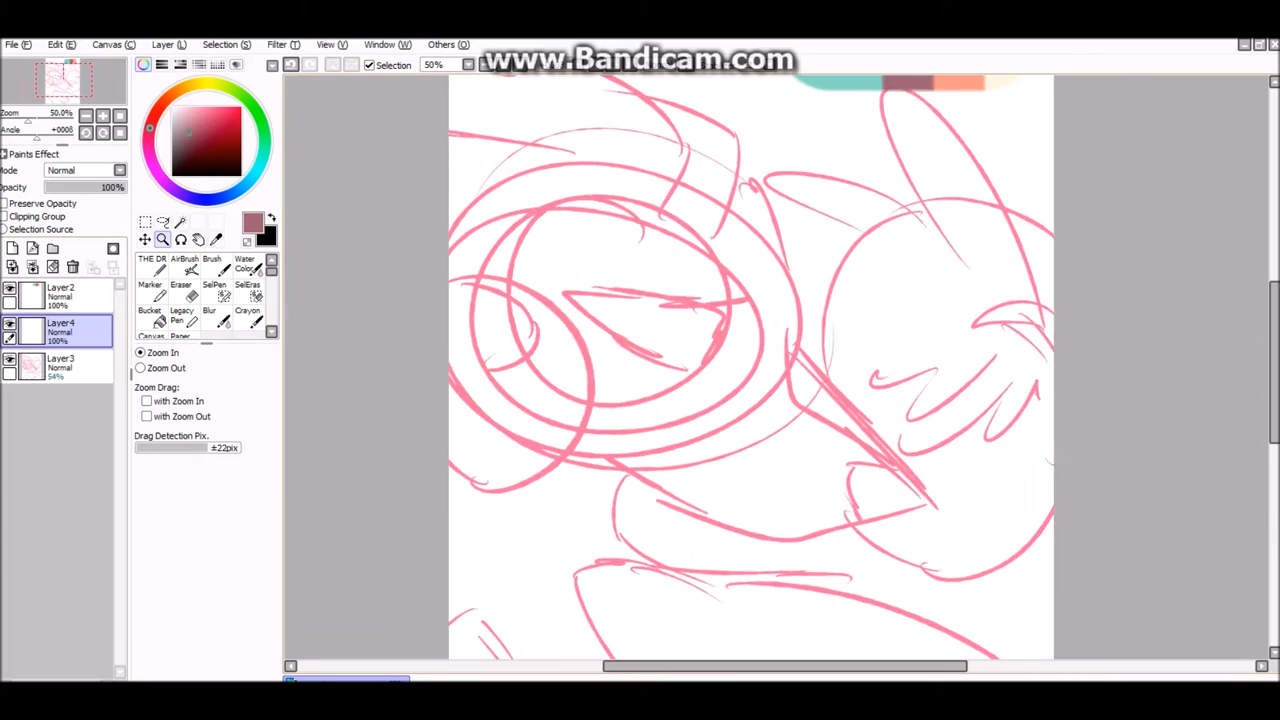 File (F) Edit (E) Canvas (C) Layer (L) Selection (S) Filter (T) View (V) Window (W) Others (O)
www.Bandicam.com
Selection 50%
Zoom 50.0%
Angle +0008
Paints Effect
Mode Normal
Opacity 100%
Preserve Opacity
Clipping Group
Selection Source
Layer2
Normal
100%
Layer4
Normal
100%
Layer3
Normal
54%
THE DR AirBrush Brush Water Color
Marker Eraser SelPen SelEras
Bucket Legacy Pen Blur Crayon
Canvas Paper
Zoom In
Zoom Out
Zoom Drag:
with Zoom In
with Zoom Out
Drag Detection Pix.
±22pix